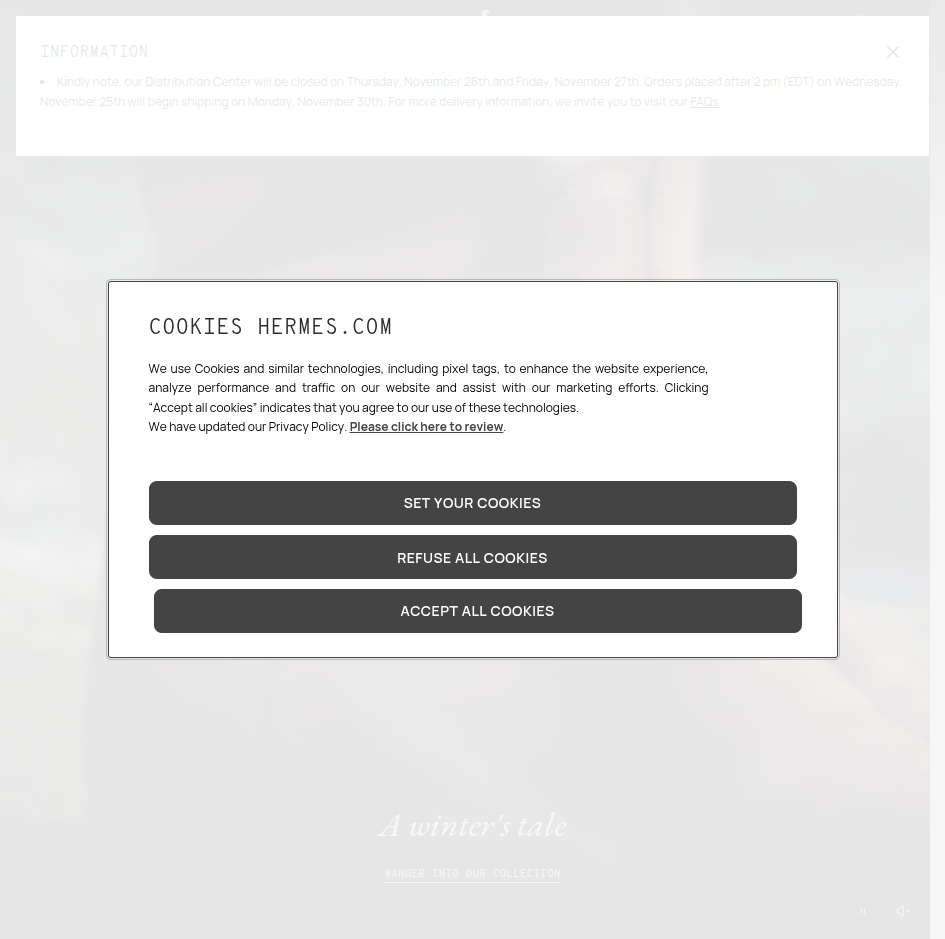 INFORMATION
• Kindly note, our Distribution Center will be closed on Thursday, November 26th and Friday, November 27th. Orders placed after 2 pm (EDT) on Wednesday,
November 25th will begin shipping on Monday, November 30th. For more delivery information, we invite you to visit our FAQs.
COOKIES HERMES.COM
We use Cookies and similar technologies, including pixel tags, to enhance the website experience,
analyze performance and traffic on our website and assist with our marketing efforts. Clicking
“Accept all cookies” indicates that you agree to our use of these technologies.
We have updated our Privacy Policy. Please click here to review.
SET YOUR COOKIES
REFUSE ALL COOKIES
ACCEPT ALL COOKIES
A winter's tale
WANDER INTO OUR COLLECTION